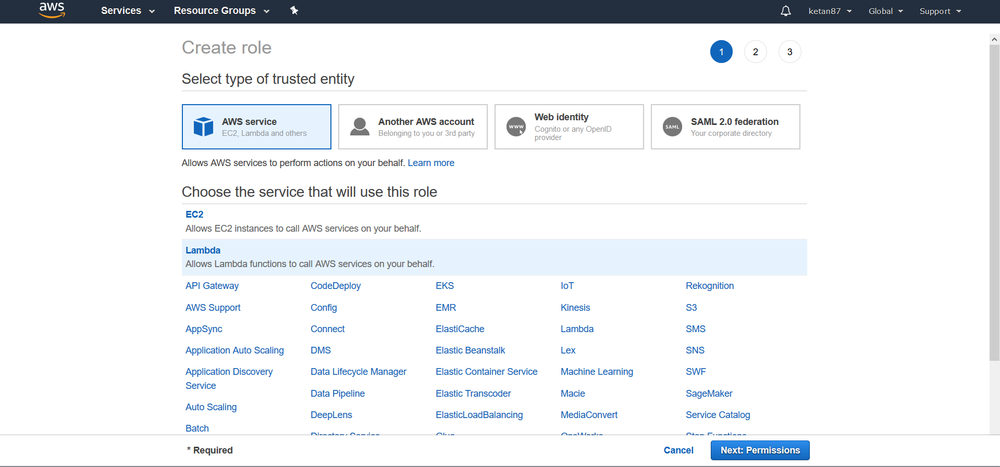 aws Services Resource Groups ketan87 Global Support
Create role
1 2 3
Select type of trusted entity
AWS service
EC2, Lambda and others
Another AWS account
Belonging to you or 3rd party
WWW
Web identity
Cognito or any OpenID
provider
SAML
SAML 2.0 federation
Your corporate directory
Allows AWS services to perform actions on your behalf. Learn more
Choose the service that will use this role
EC2
Allows EC2 instances to call AWS services on your behalf.
Lambda
Allows Lambda functions to call AWS services on your behalf.
API Gateway
AWS Support
AppSync
Application Auto Scaling
Application Discovery
Service
Auto Scaling
Batch
CodeDeploy
Config
Connect
DMS
Data Lifecycle Manager
Data Pipeline
DeepLens
Directory Service
EKS
EMR
ElastiCache
Elastic Beanstalk
Elastic Container Service
Elastic Transcoder
ElasticLoadBalancing
Glue
IoT
Kinesis
Lambda
Lex
Machine Learning
Macie
MediaConvert
OpsWorks
Rekognition
S3
SMS
SNS
SWF
SageMaker
Service Catalog
Step Functions
* Required
Cancel
Next: Permissions